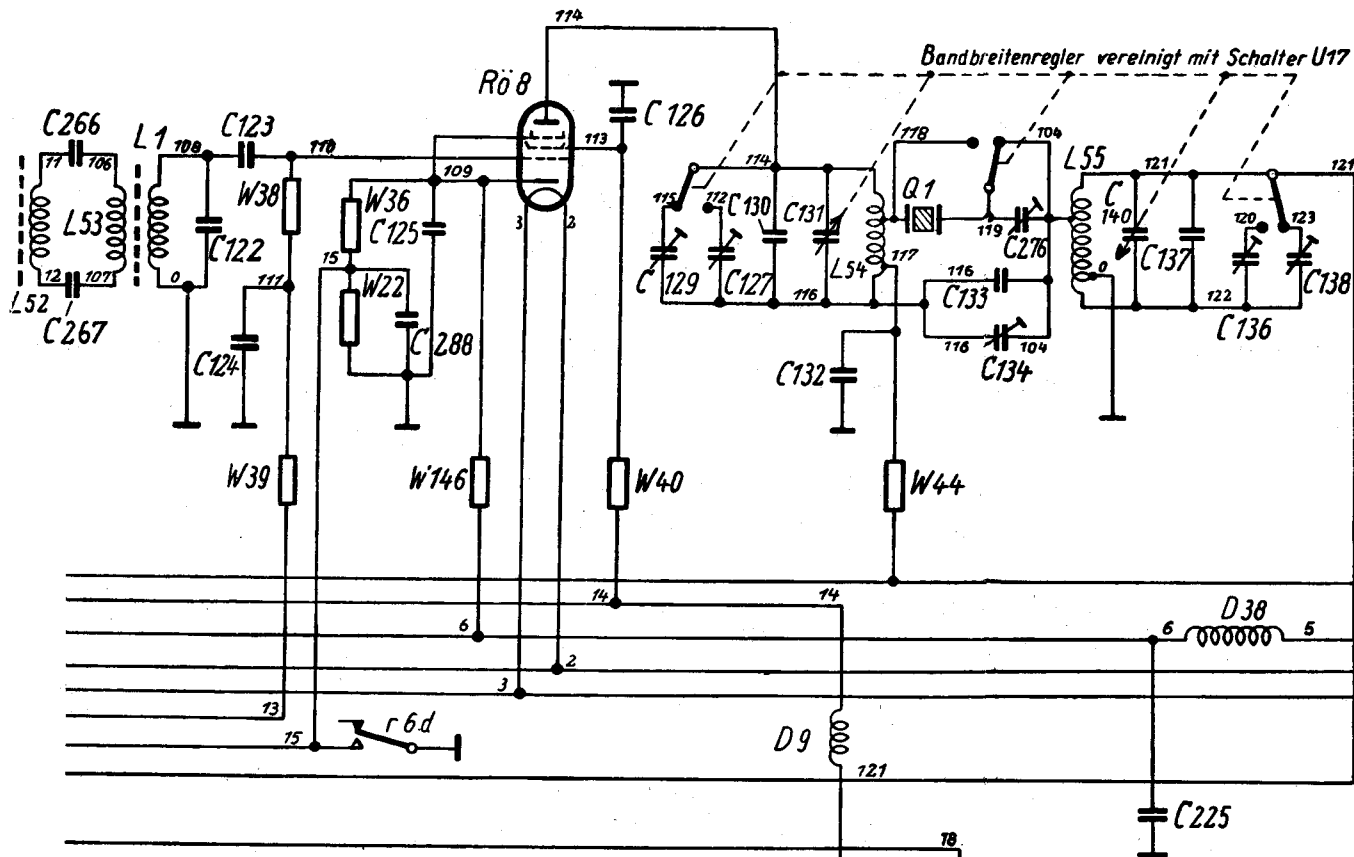 114
Bandbreitenregler vereinigt mit Schalter U17
Rö 8
C 126
C266
L1
C123
113
118
104
11
106
108
110
114
L55
121
121
W38
109
W36
3
2
115
112
C130
C131
Q1
C
140
L53
C122
C125
119
C276
120
123
12
107
0
15
117
L54
0
C137
L52
C267
111
W22
C 129
C127
116
116
C133
122
C138
C124
C 288
C132
116
104
C134
C136
W39
W146
W40
W44
14
14
6
6
D38
5
2
3
13
15
r 6.d
D9
121
C225
18